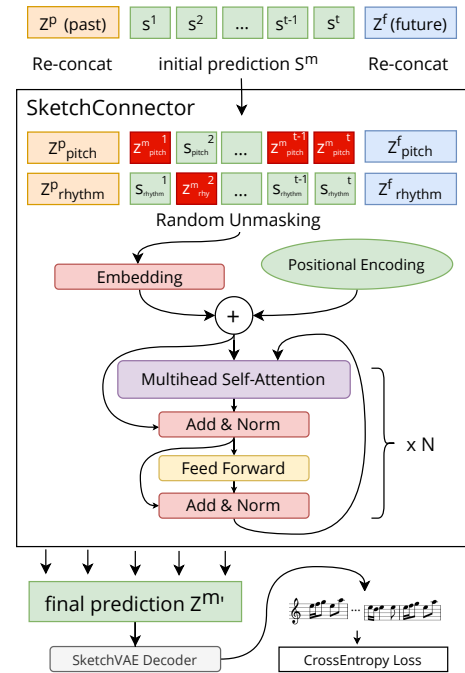 Z^p (past) s^1 s^2 ... s^t-1 s^t Z^f (future)
Re-concat initial prediction S^m Re-concat
SketchConnector
Z^p_pitch z^m_pitch^1 s_pitch^2 ... z^m_pitch^t-1 z^m_pitch^t Z^f_pitch
Z^p_rhythm s_rhythm^1 z^m_rhy^2 ... s_rhythm^t-1 s_rhythm^t Z^f_rhythm
Random Unmasking
Embedding
Positional Encoding
+
Multihead Self-Attention
Add & Norm
x N
Feed Forward
Add & Norm
final prediction Z^m'
...
SketchVAE Decoder
CrossEntropy Loss